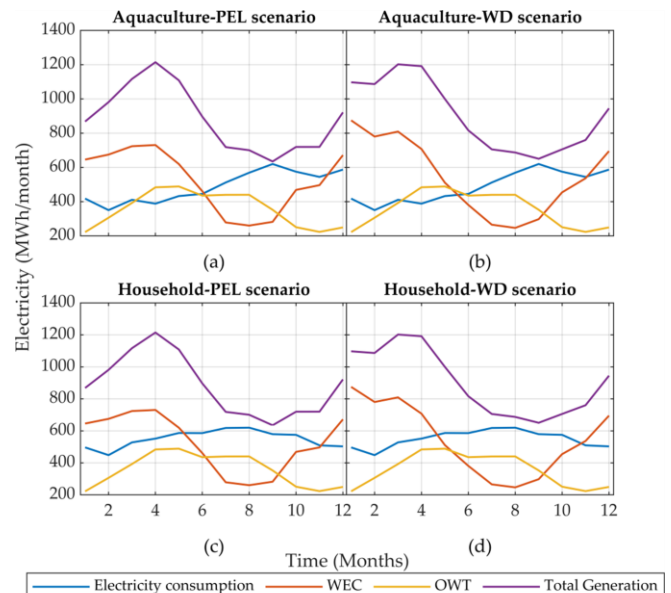 Aquaculture-PEL scenario
Aquaculture-WD scenario
1400
1200
1000
800
600
400
200
(a)
(b)
Electricity (MWh/month)
Household-PEL scenario
Household-WD scenario
1400
1200
1000
800
600
400
200
2 4 6 8 10 12
2 4 6 8 10 12
(c)
(d)
Time (Months)
Electricity consumption WEC OWT Total Generation